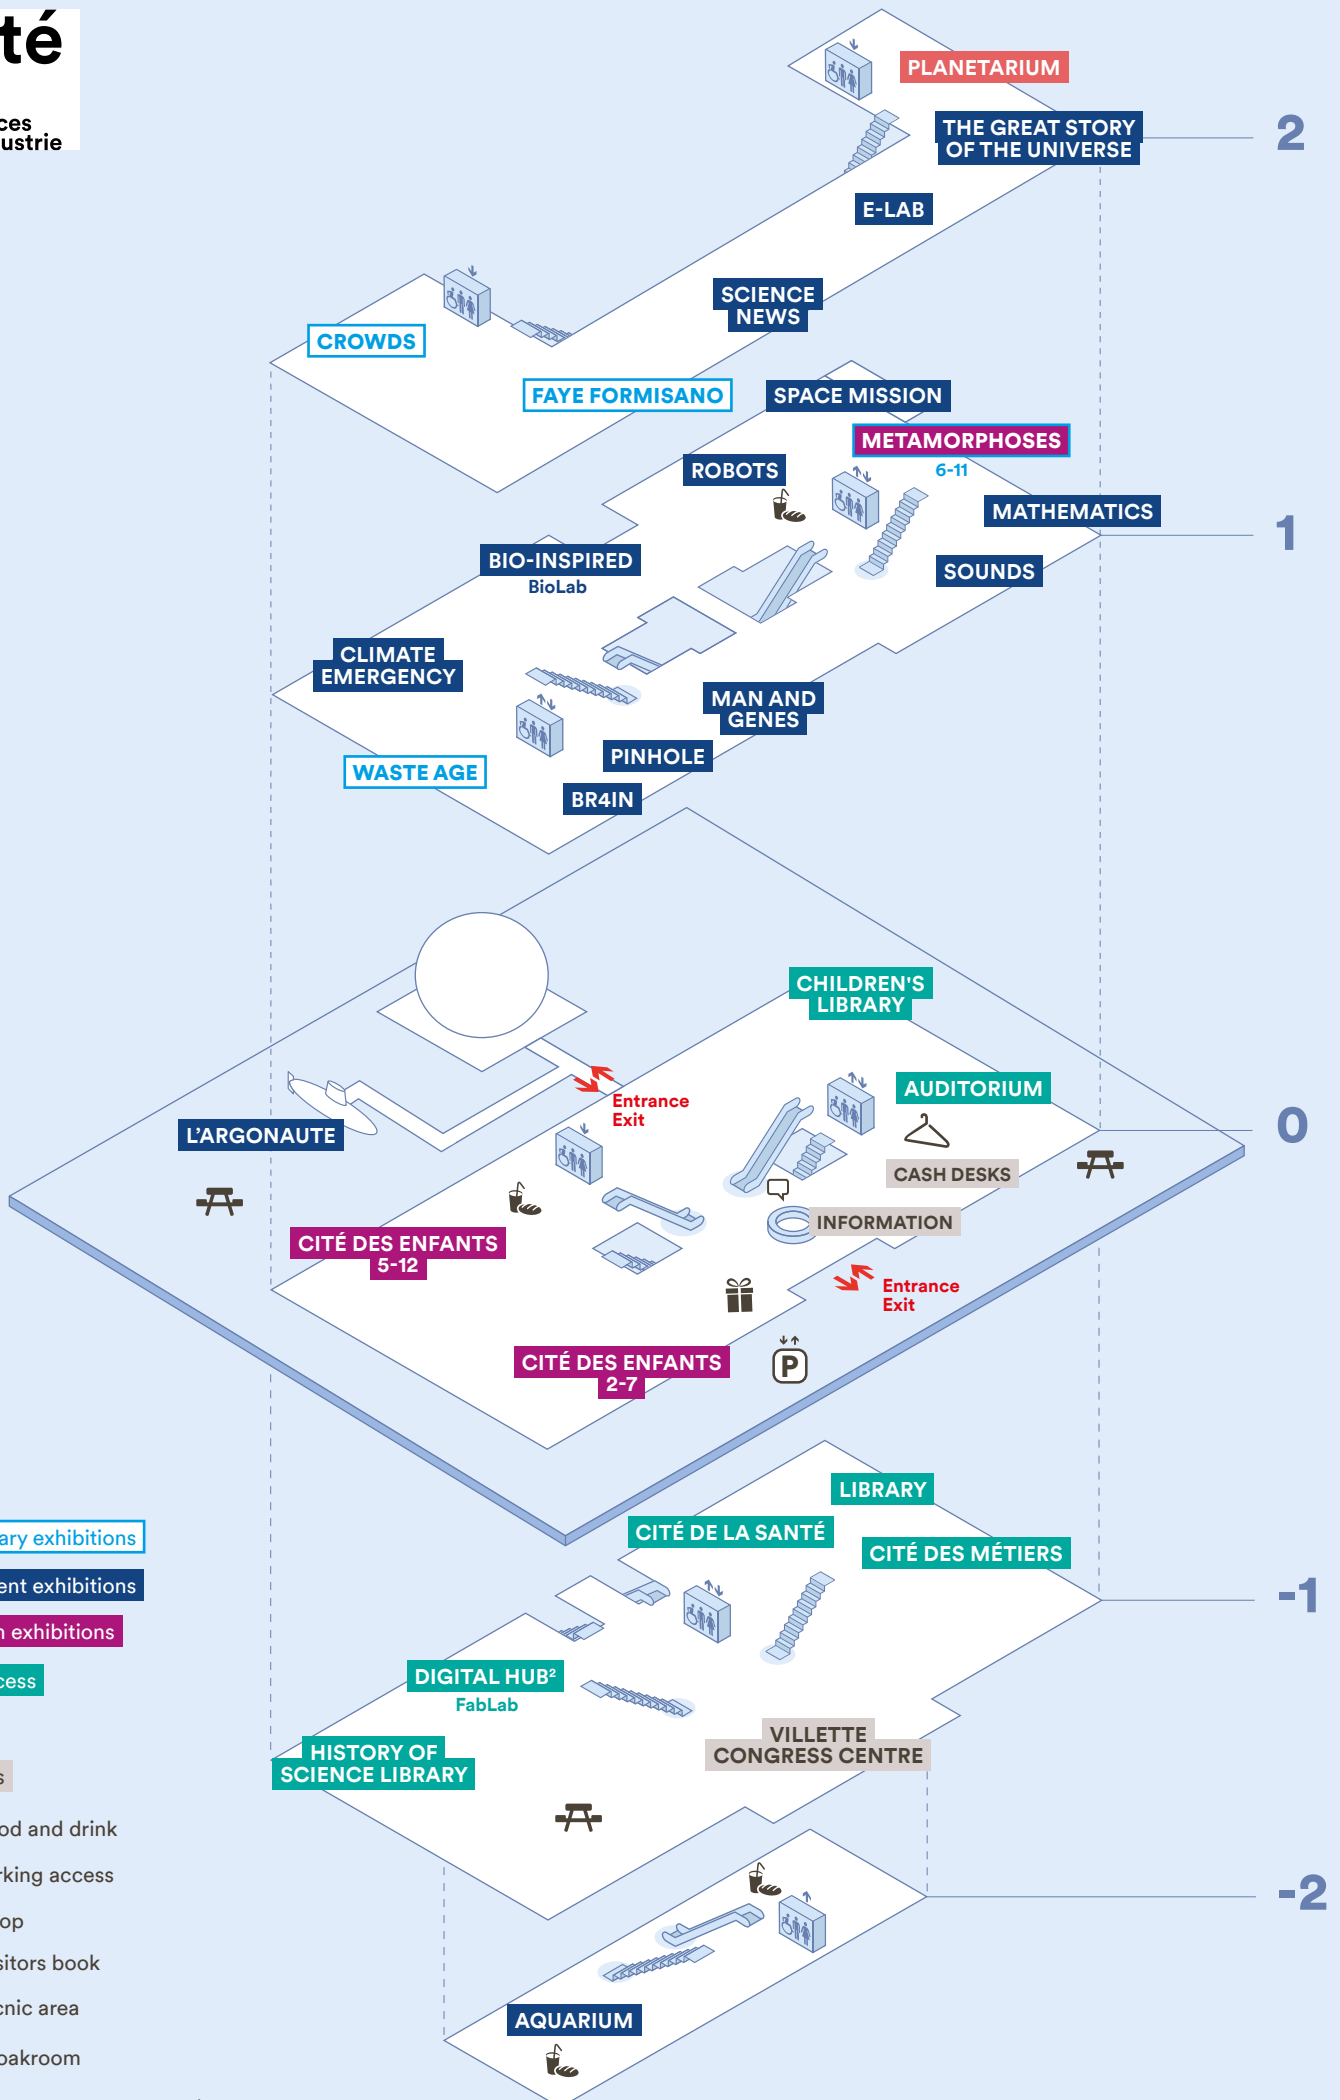 té
ces
ustrie
PLANETARIUM
THE GREAT STORY
OF THE UNIVERSE
2
E-LAB
SCIENCE
NEWS
CROWDS
FAYE FORMISANO
SPACE MISSION
METAMORPHOSES
6-11
ROBOTS
MATHEMATICS
1
SOUNDS
BIO-INSPIRED
BioLab
CLIMATE
EMERGENCY
MAN AND
GENES
PINHOLE
WASTE AGE
BR4IN
CHILDREN'S
LIBRARY
AUDITORIUM
Entrance
Exit
L'ARGONAUTE
0
CASH DESKS
INFORMATION
CITÉ DES ENFANTS
5-12
Entrance
Exit
CITÉ DES ENFANTS
2-7
P
LIBRARY
CITÉ DE LA SANTÉ
CITÉ DES MÉTIERS
-1
DIGITAL HUB²
FabLab
VILLETTE
CONGRESS CENTRE
HISTORY OF
SCIENCE LIBRARY
-2
AQUARIUM
ary exhibitions
ent exhibitions
n exhibitions
cess
s
od and drink
rking access
op
sitors book
cnic area
oakroom